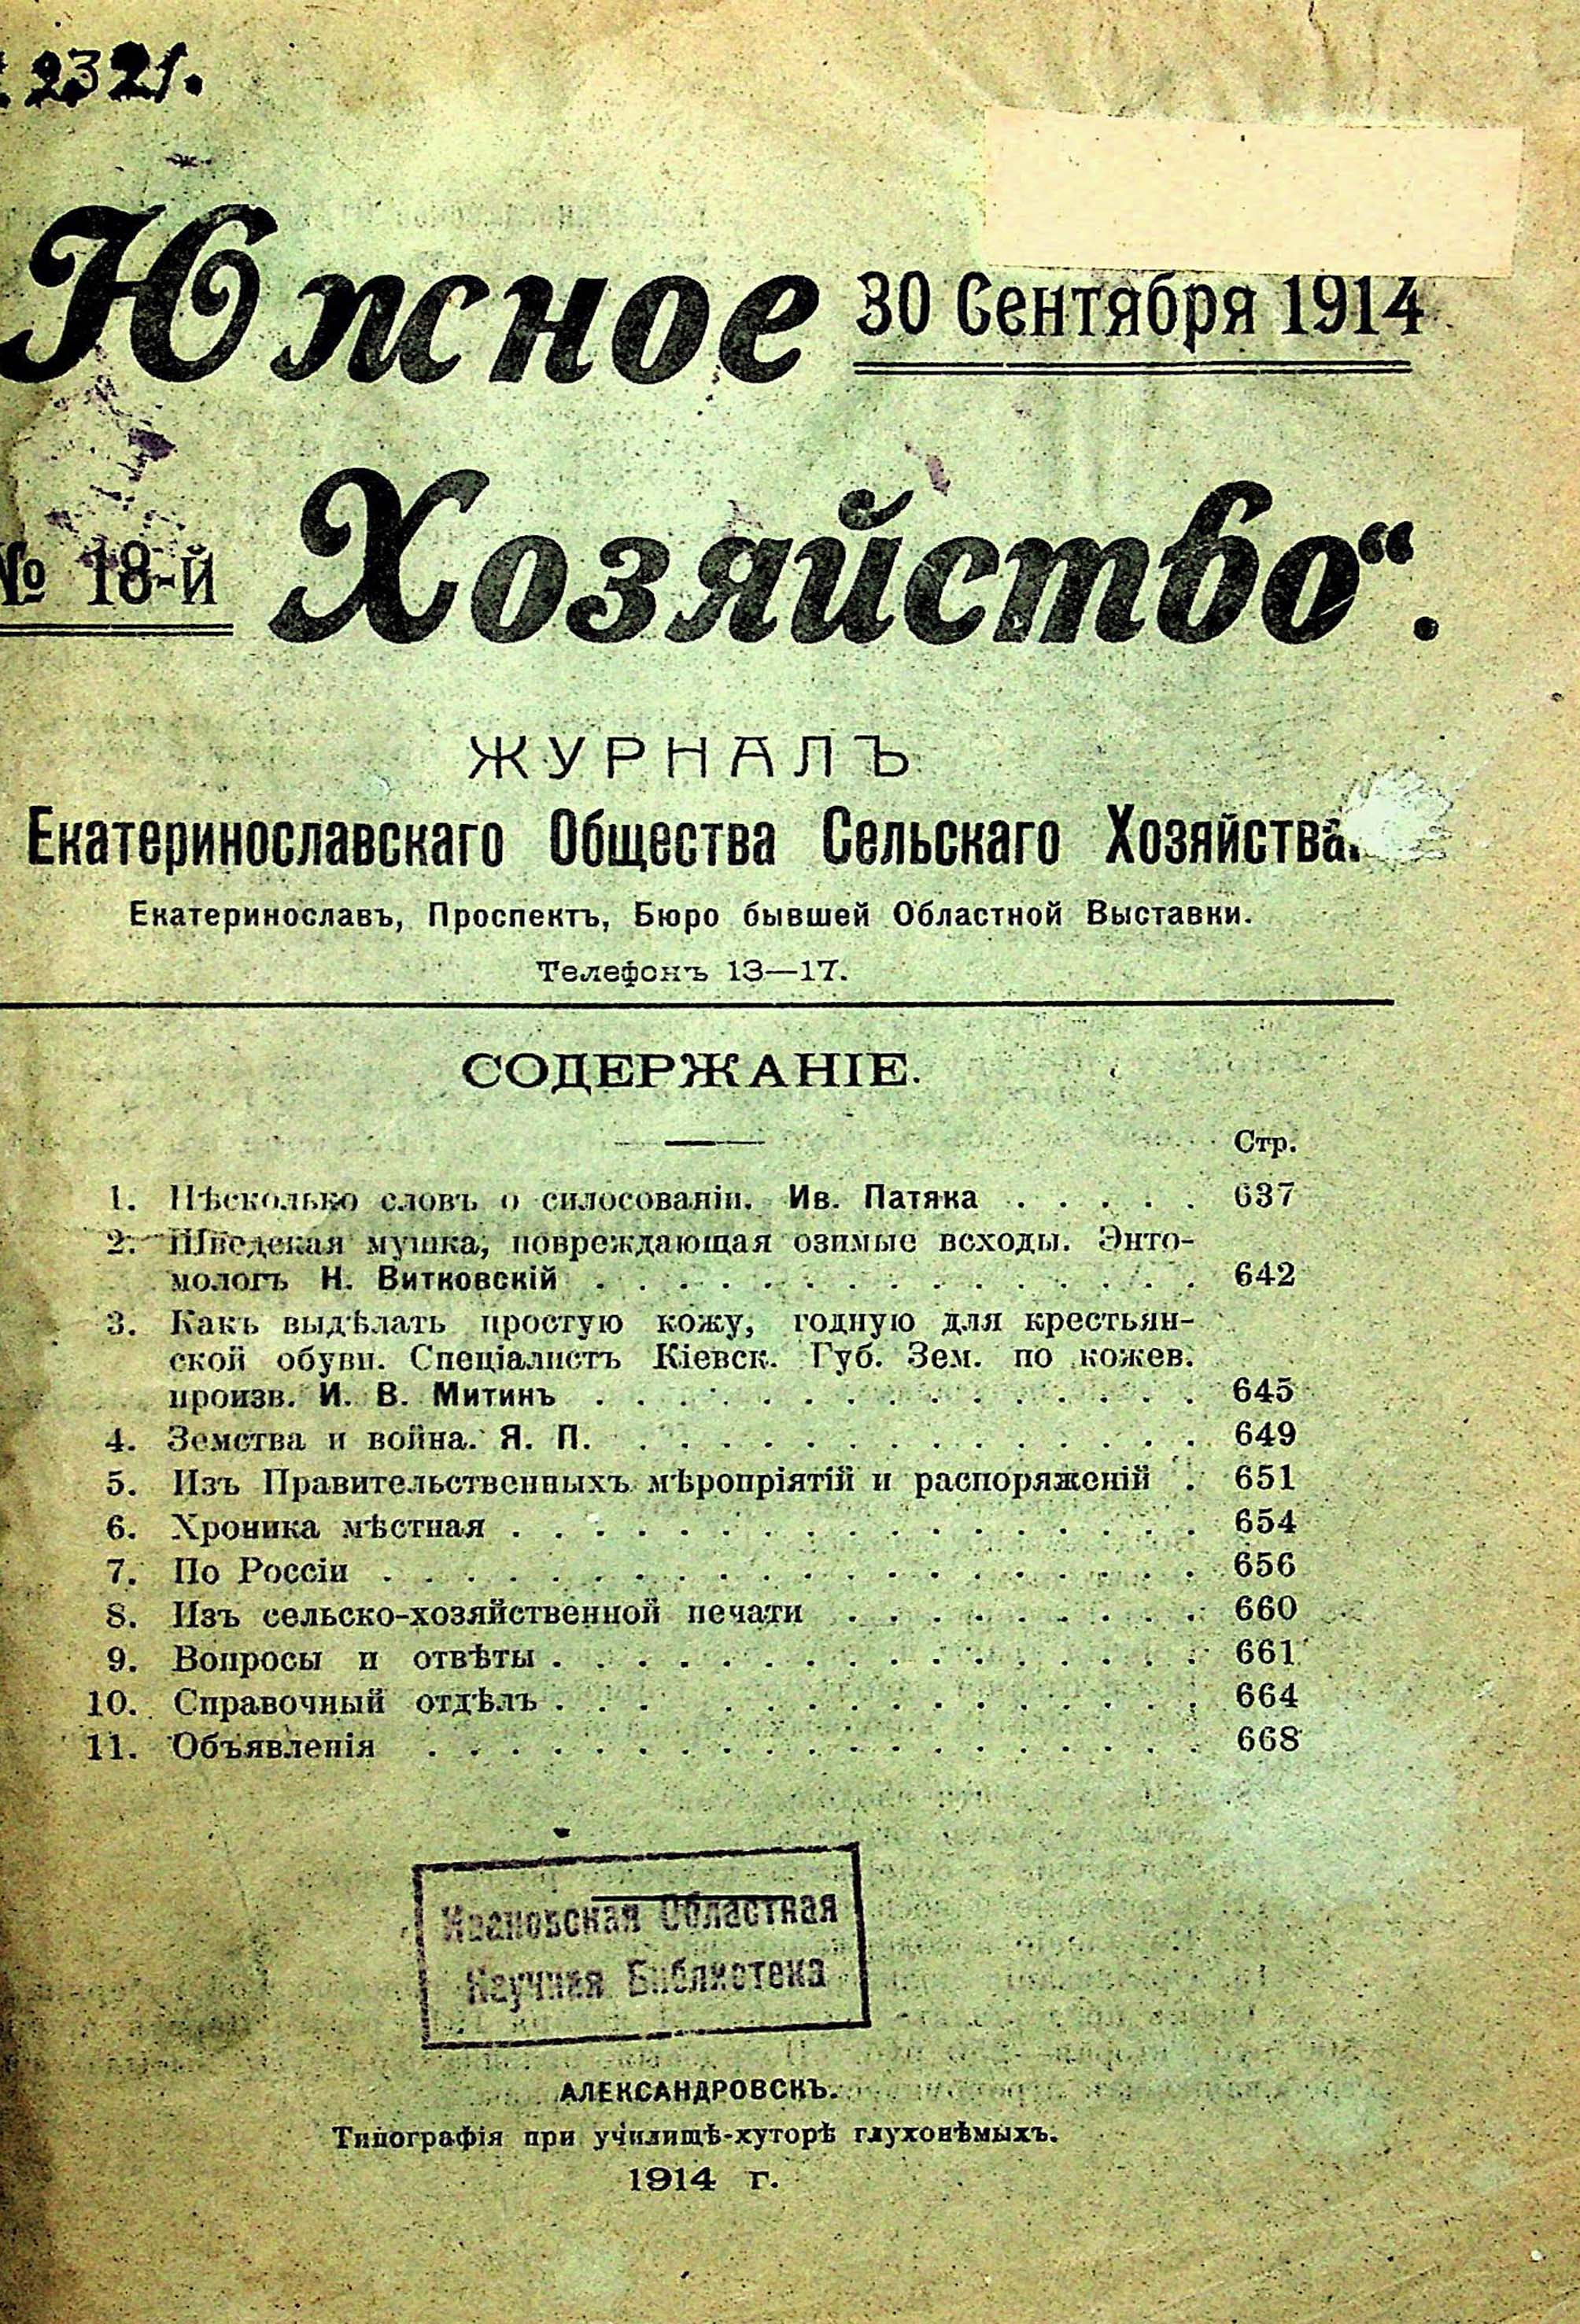 2321.
Южное 30 Сентября 1914
№ 18-й Хозяйство“.
ЖУРНАЛЪ
Екатеринославскаго Общества Сельскаго Хозяйства.
Екатеринославъ, Проспектъ, Бюро бывшей Областной Выставки.
Телефонъ 13—17.
СОДЕРЖАНІЕ.
Стр.
1. Нѣсколько словъ о силосованіи. Ив. Патяка . . . . . 637
2. Шведская мушка, повреждающая озимые всходы. Энто-
мологъ Н. Витковскій . . . . . . . . . . . . . . . 642
3. Какъ выдѣлать простую кожу, годную для крестьян-
ской обуви. Спеціалистъ Кіевск. Губ. Зем. по кожев.
произв. И. В. Митинъ . . . . . . . . . . . . . . . 645
4. Земства и война. Я. П. . . . . . . . . . . . . . . 649
5. Изъ Правительственныхъ мѣропріятій и распоряженій . 651
6. Хроника мѣстная . . . . . . . . . . . . . . . . . 654
7. По Россіи . . . . . . . . . . . . . . . . . . . . 656
8. Изъ сельско-хозяйственной печати . . . . . . . . . 660
9. Вопросы и отвѣты . . . . . . . . . . . . . . . . 661
10. Справочный отдѣлъ . . . . . . . . . . . . . . . 664
11. Объявленія . . . . . . . . . . . . . . . . . . . 668
Ивановская Областная
Научная Библиотека
АЛЕКСАНДРОВСКЪ.
Типографія при училищѣ-хуторѣ глухонѣмыхъ.
1914 г.